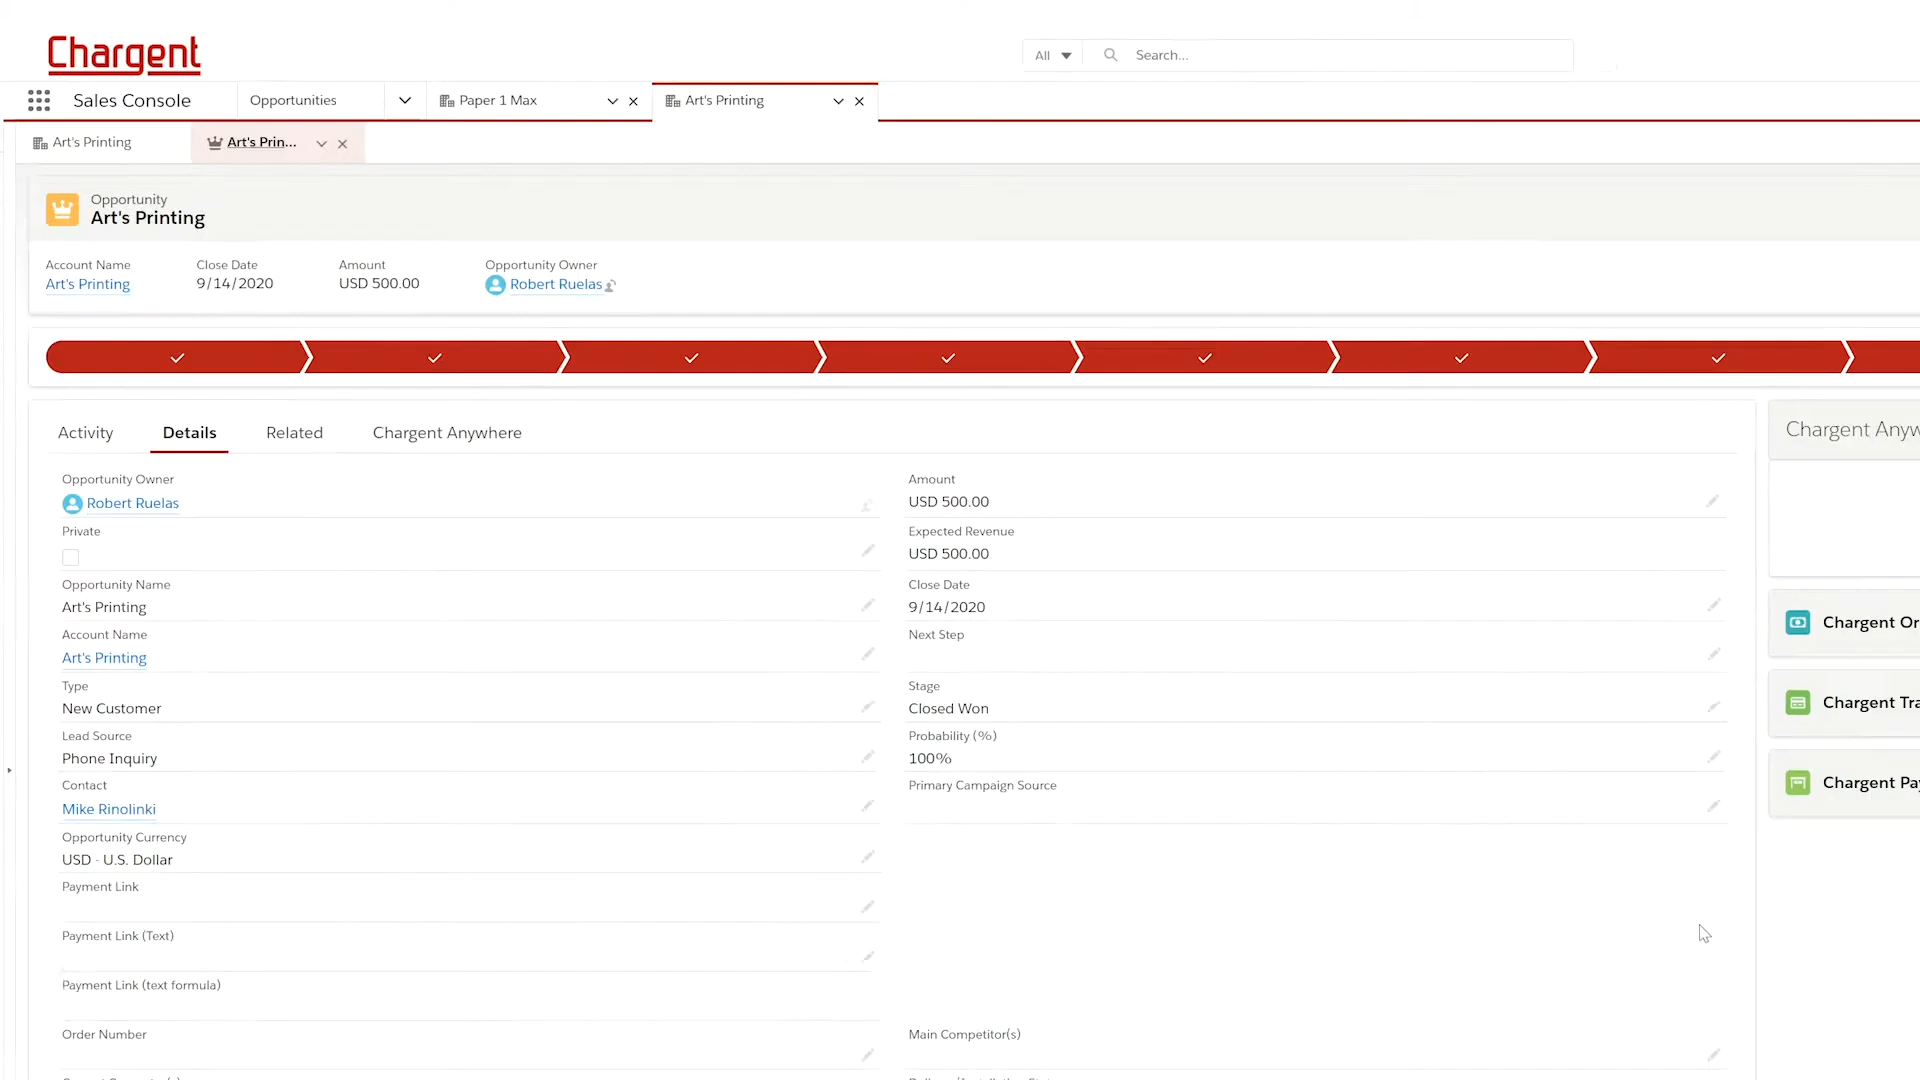 Chargent
All
Search...
Sales Console
Opportunities
Paper 1 Max
Art's Printing
Art's Printing
Art's Prin...
Opportunity
Art's Printing
Account Name
Close Date
Amount
Opportunity Owner
Art's Printing
9/14/2020
USD 500.00
Robert Ruelas
Activity
Details
Related
Chargent Anywhere
Chargent Anyw
Opportunity Owner
Robert Ruelas
Amount
USD 500.00
Private
Expected Revenue
USD 500.00
Opportunity Name
Art's Printing
Close Date
9/14/2020
Account Name
Art's Printing
Next Step
Type
New Customer
Stage
Closed Won
Lead Source
Phone Inquiry
Probability (%)
100%
Contact
Mike Rinolinki
Primary Campaign Source
Opportunity Currency
USD - U.S. Dollar
Payment Link
Payment Link (Text)
Payment Link (text formula)
Order Number
Main Competitor(s)
Chargent Or
Chargent Tra
Chargent Pay